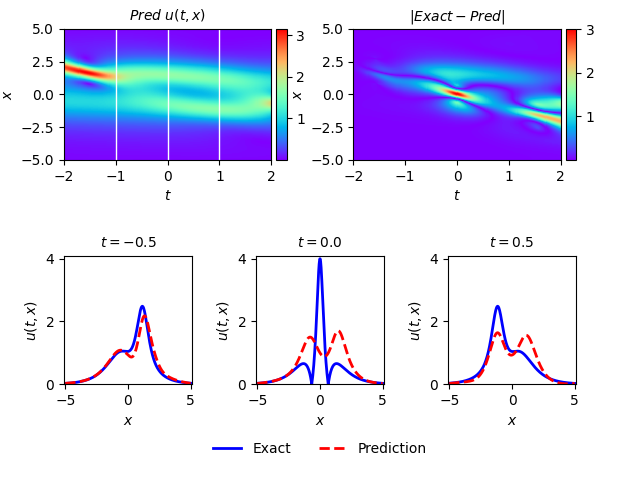 Pred u(t, x)
|Exact − Pred|
5.0
2.5
0.0
−2.5
−5.0
x
−2
−1
0
1
2
t
3
2
1
5.0
2.5
0.0
−2.5
−5.0
x
−2
−1
0
1
2
t
3
2
1
t = −0.5
t = 0.0
t = 0.5
4
2
0
u(t, x)
−5
0
5
x
4
2
0
u(t, x)
−5
0
5
x
4
2
0
u(t, x)
−5
0
5
x
Exact
Prediction